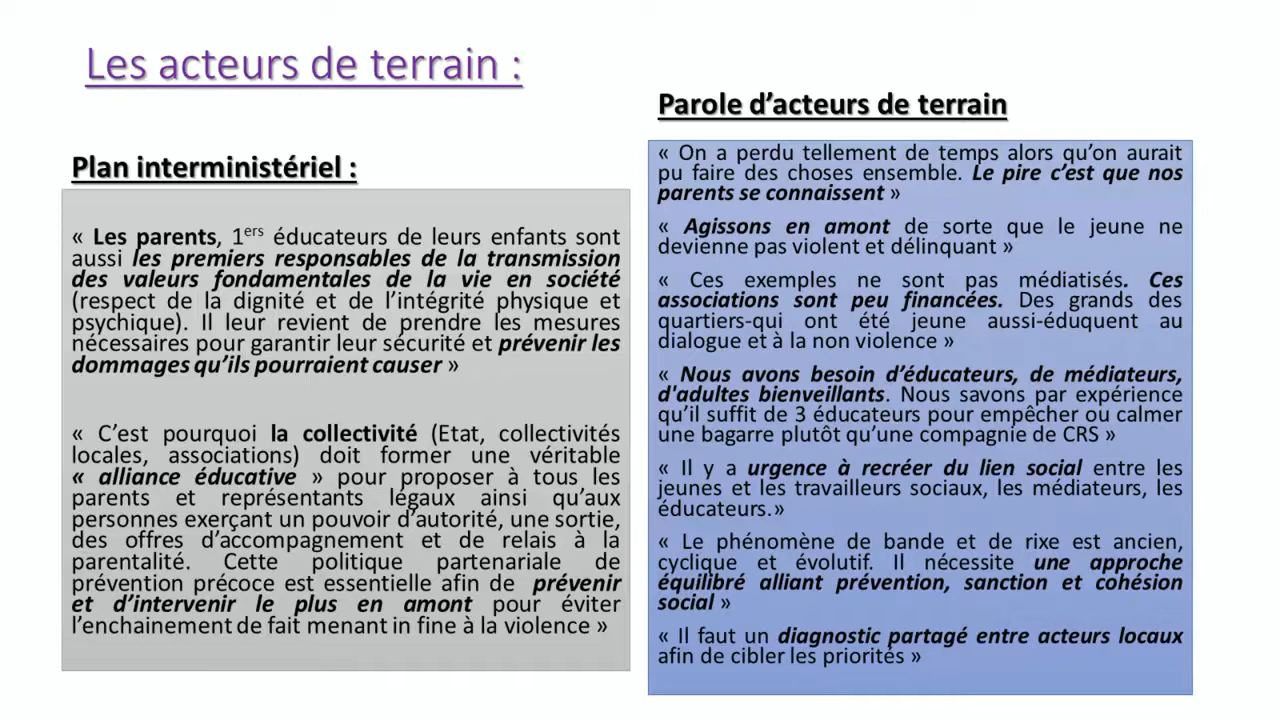 Les acteurs de terrain :
Plan interministériel :
« Les parents, 1ers éducateurs de leurs enfants sont
aussi les premiers responsables de la transmission
des valeurs fondamentales de la vie en société
(respect de la dignité et de l’intégrité physique et
psychique). Il leur revient de prendre les mesures
nécessaires pour garantir leur sécurité et prévenir les
dommages qu’ils pourraient causer »
« C’est pourquoi la collectivité (Etat, collectivités
locales, associations) doit former une véritable
« alliance éducative » pour proposer à tous les
parents et représentants légaux ainsi qu’aux
personnes exerçant un pouvoir d’autorité, une sortie,
des offres d’accompagnement et de relais à la
parentalité. Cette politique partenariale de
prévention précoce est essentielle afin de prévenir
et d’intervenir le plus en amont pour éviter
l’enchainement de fait menant in fine à la violence »
Parole d’acteurs de terrain
« On a perdu tellement de temps alors qu’on aurait
pu faire des choses ensemble. Le pire c’est que nos
parents se connaissent »
« Agissons en amont de sorte que le jeune ne
devienne pas violent et délinquant »
« Ces exemples ne sont pas médiatisés. Ces
associations sont peu financées. Des grands des
quartiers-qui ont été jeune aussi-éduquent au
dialogue et à la non violence »
« Nous avons besoin d’éducateurs, de médiateurs,
d'adultes bienveillants. Nous savons par expérience
qu’il suffit de 3 éducateurs pour empêcher ou calmer
une bagarre plutôt qu’une compagnie de CRS »
« Il y a urgence à recréer du lien social entre les
jeunes et les travailleurs sociaux, les médiateurs, les
éducateurs.»
« Le phénomène de bande et de rixe est ancien,
cyclique et évolutif. Il nécessite une approche
équilibré alliant prévention, sanction et cohésion
social »
« Il faut un diagnostic partagé entre acteurs locaux
afin de cibler les priorités »